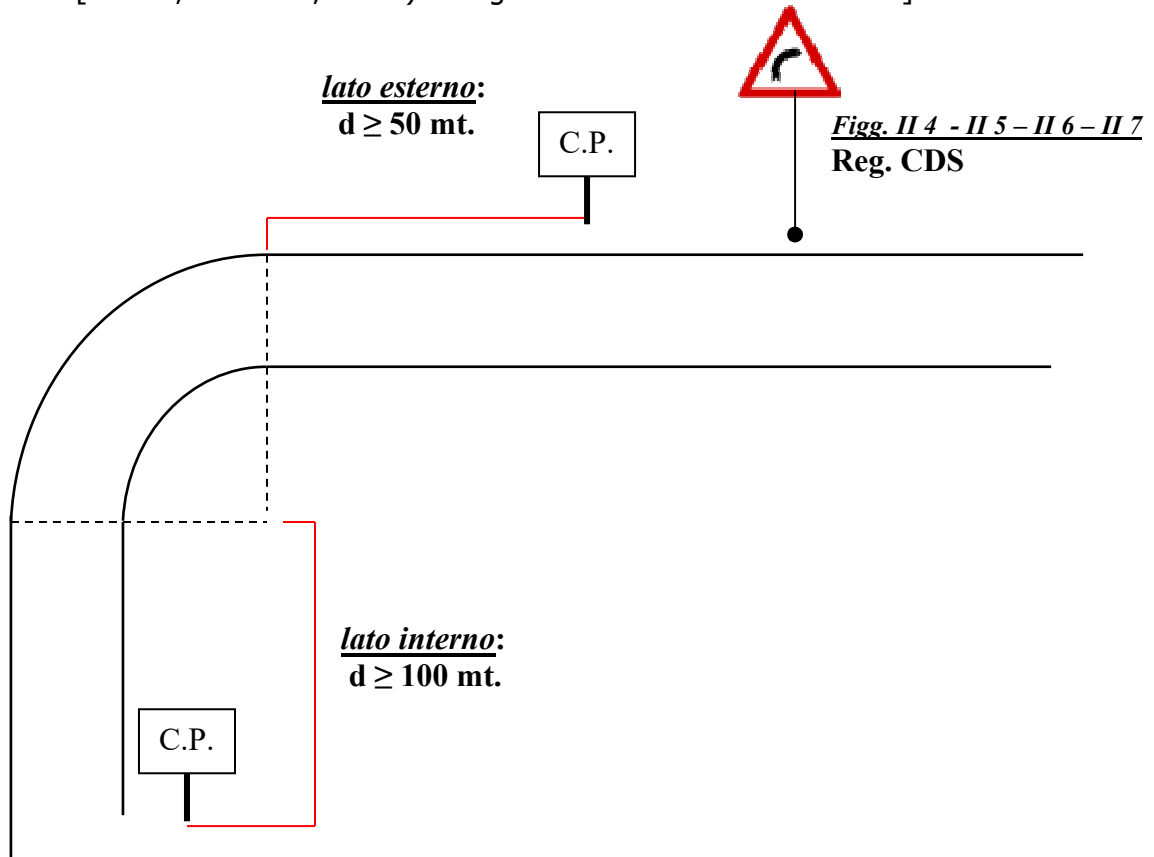 lato esterno:
d ≥ 50 mt.
C.P.
Figg. II 4 - II 5 – II 6 – II 7
Reg. CDS
lato interno:
d ≥ 100 mt.
C.P.